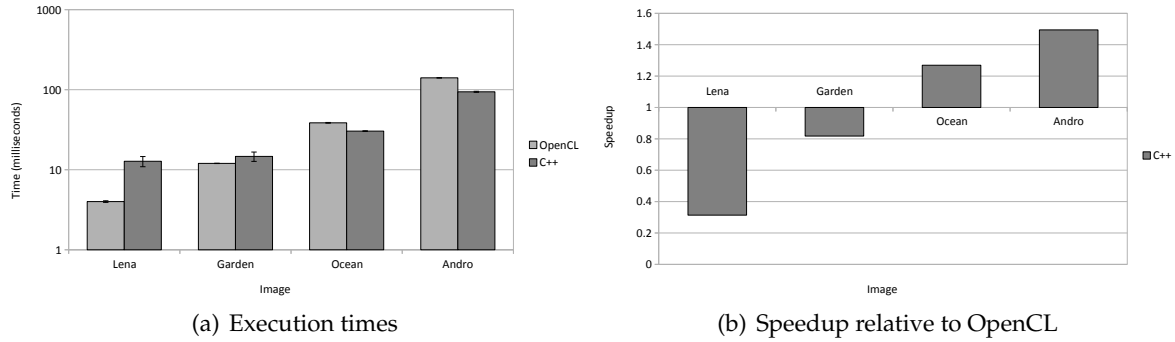 1000
100
10
1
Time (milliseconds)
OpenCL
C++
Lena
Garden
Ocean
Andro
Image
(a) Execution times
1.6
1.4
1.2
1
0.8
0.6
0.4
0.2
0
Speedup
Lena
Garden
Ocean
Andro
C++
Image
(b) Speedup relative to OpenCL